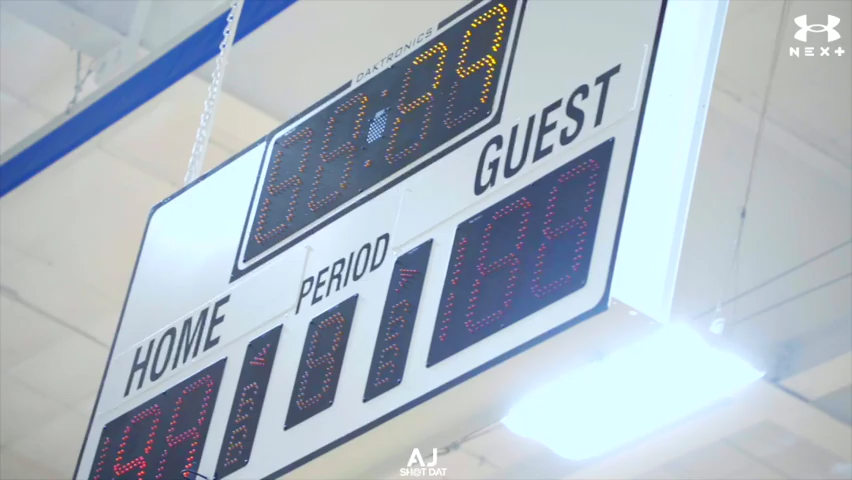 NEXT
DAKTRONICS
GUEST
PERIOD
HOME
AJ
SHOT DAT